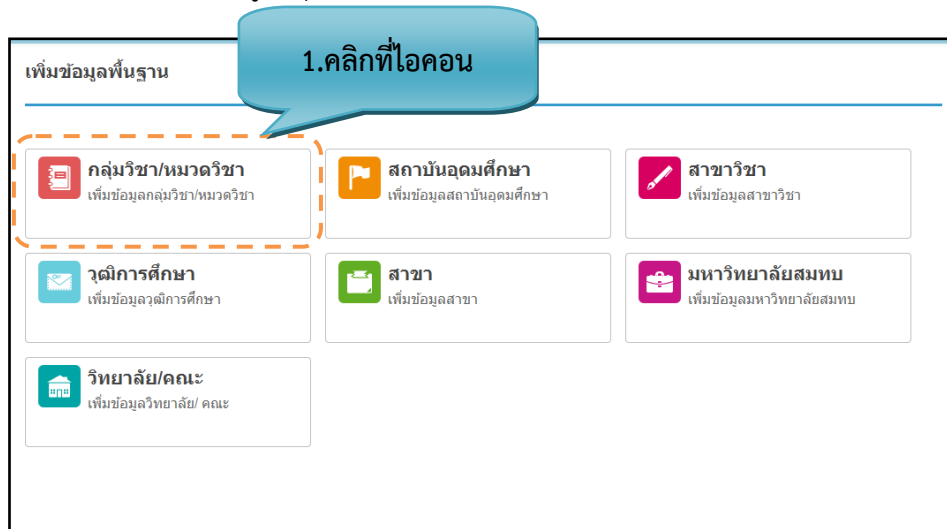 1.คลิกที่ไอคอน
เพิ่มข้อมูลพื้นฐาน
กลุ่มวิชา/หมวดวิชา
เพิ่มข้อมูลกลุ่มวิชา/หมวดวิชา
สถาบันอุดมศึกษา
เพิ่มข้อมูลสถาบันอุดมศึกษา
สาขาวิชา
เพิ่มข้อมูลสาขาวิชา
วุฒิการศึกษา
เพิ่มข้อมูลวุฒิการศึกษา
สาขา
เพิ่มข้อมูลสาขา
มหาวิทยาลัยสมทบ
เพิ่มข้อมูลมหาวิทยาลัยสมทบ
วิทยาลัย/คณะ
เพิ่มข้อมูลวิทยาลัย/ คณะ